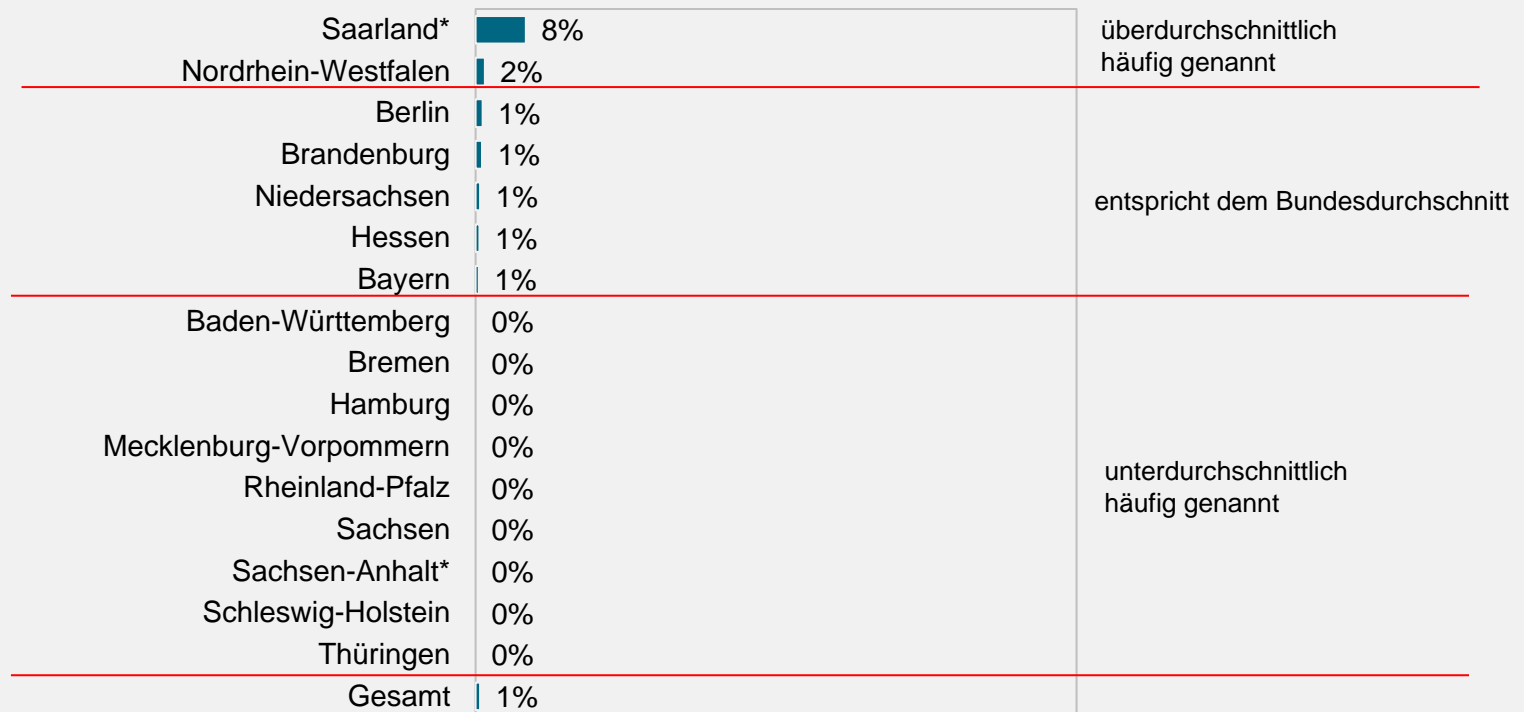 Saarland* 8%
Nordrhein-Westfalen 2%
überdurchschnittlich
häufig genannt
Berlin 1%
Brandenburg 1%
Niedersachsen 1%
Hessen 1%
Bayern 1%
entspricht dem Bundesdurchschnitt
Baden-Württemberg 0%
Bremen 0%
Hamburg 0%
Mecklenburg-Vorpommern 0%
Rheinland-Pfalz 0%
Sachsen 0%
Sachsen-Anhalt* 0%
Schleswig-Holstein 0%
Thüringen 0%
unterdurchschnittlich
häufig genannt
Gesamt 1%